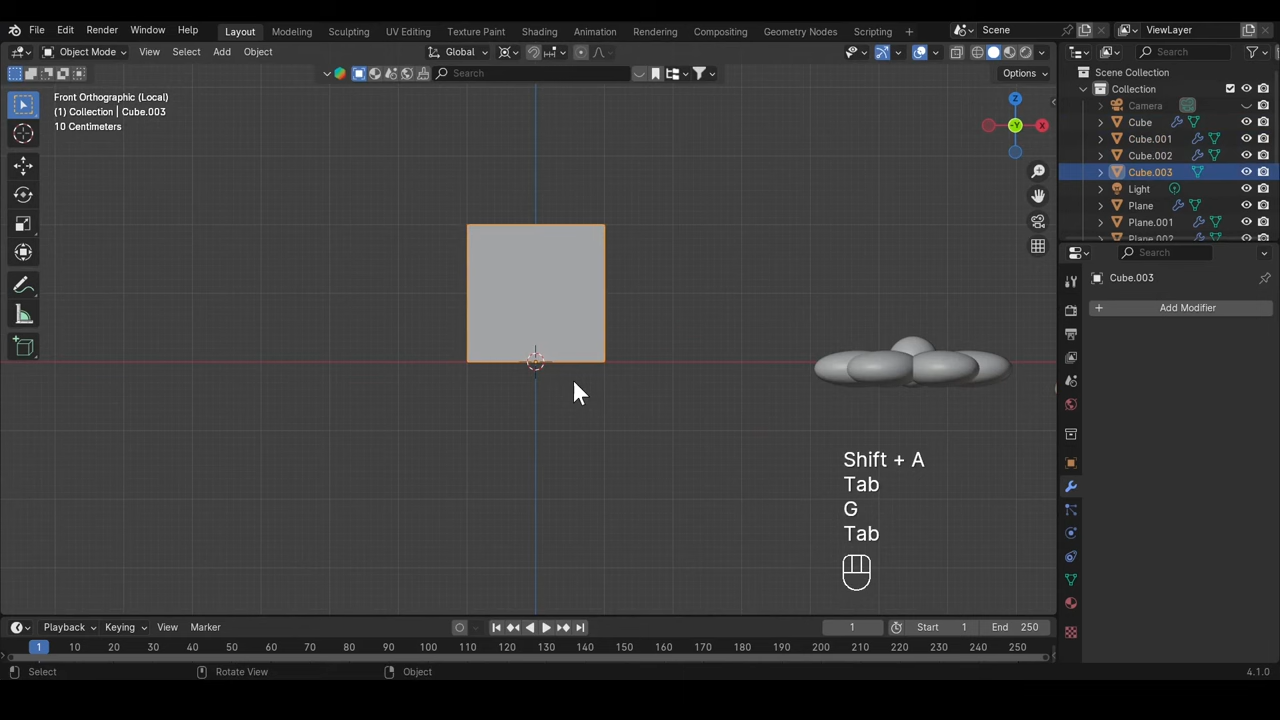 File Edit Render Window Help Layout Modeling Sculpting UV Editing Texture Paint Shading Animation Rendering Compositing Geometry Nodes Scripting + Scene ViewLayer
Object Mode View Select Add Object Global Search
Search Options
Front Orthographic (Local)
(1) Collection | Cube.003
10 Centimeters
Z
-Y X
Scene Collection
Collection
Camera
Cube
Cube.001
Cube.002
Cube.003
Light
Plane
Plane.001
Plane.002
Search
Cube.003
+ Add Modifier
Shift + A
Tab
G
Tab
Playback Keying View Marker 1 Start 1 End 250
1 10 20 30 40 50 60 70 80 90 100 110 120 130 140 150 160 170 180 190 200 210 220 230 240 250
Select Rotate View Object 4.1.0